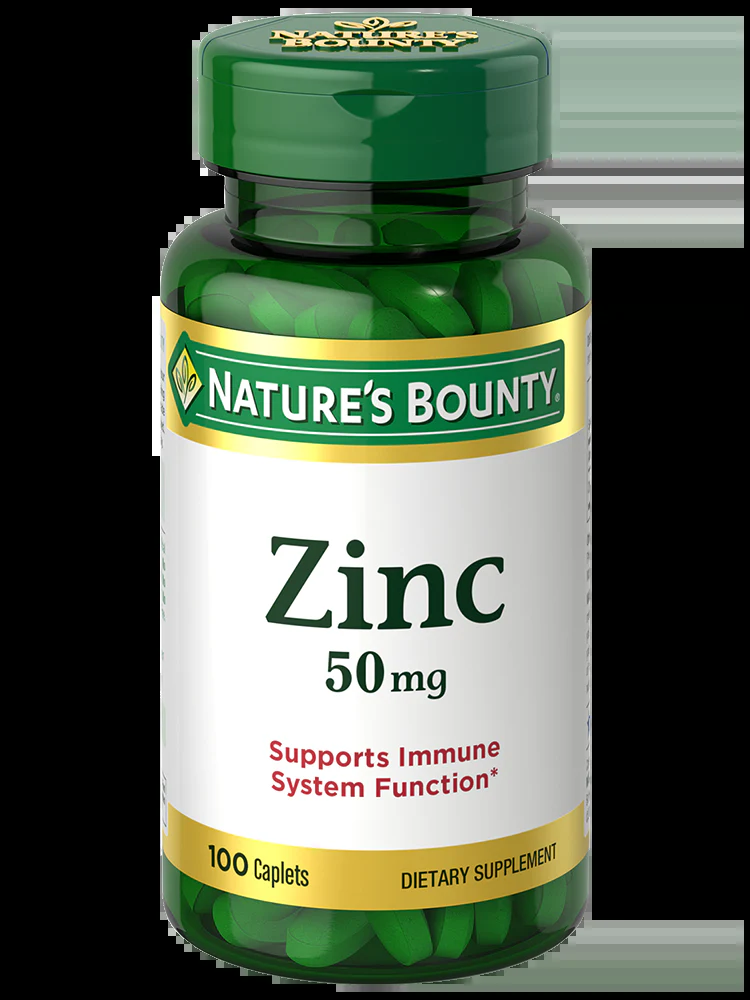 NATURE'S
BOUNTY
NATURE'S BOUNTY®
Zinc
50 mg
Supports Immune
System Function*
100 Caplets
DIETARY SUPPLEMENT